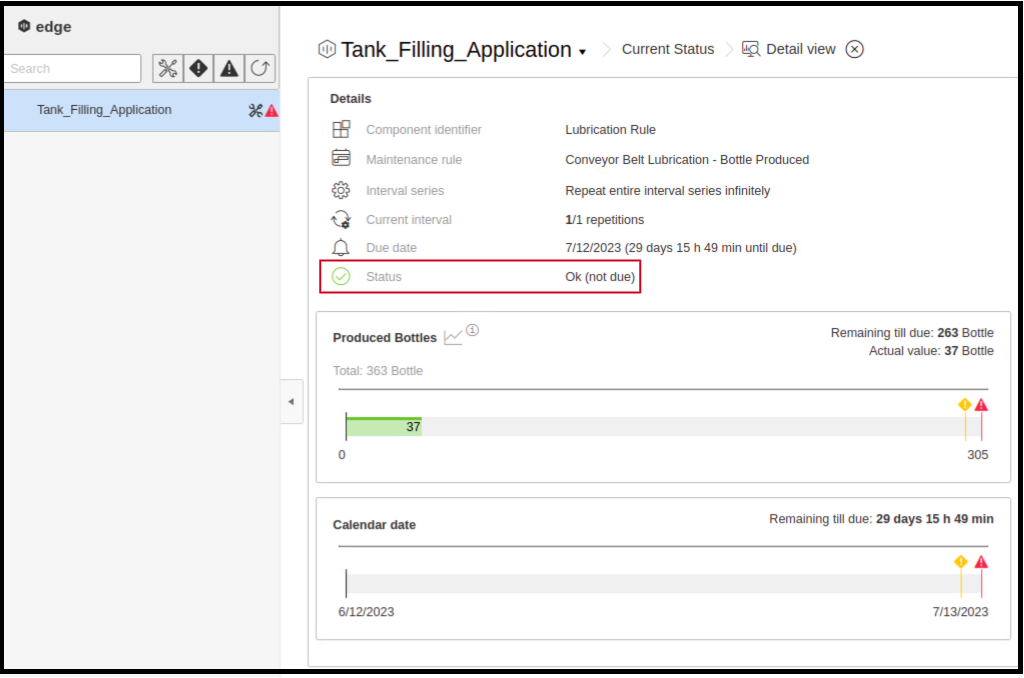 edge
Search
Tank_Filling_Application
Tank_Filling_Application Current Status Detail view
Details
Component identifier Lubrication Rule
Maintenance rule Conveyor Belt Lubrication - Bottle Produced
Interval series Repeat entire interval series infinitely
Current interval 1/1 repetitions
Due date 7/12/2023 (29 days 15 h 49 min until due)
Status Ok (not due)
Produced Bottles 1 Remaining till due: 263 Bottle
Actual value: 37 Bottle
Total: 363 Bottle
37
0 305
Calendar date Remaining till due: 29 days 15 h 49 min
6/12/2023 7/13/2023